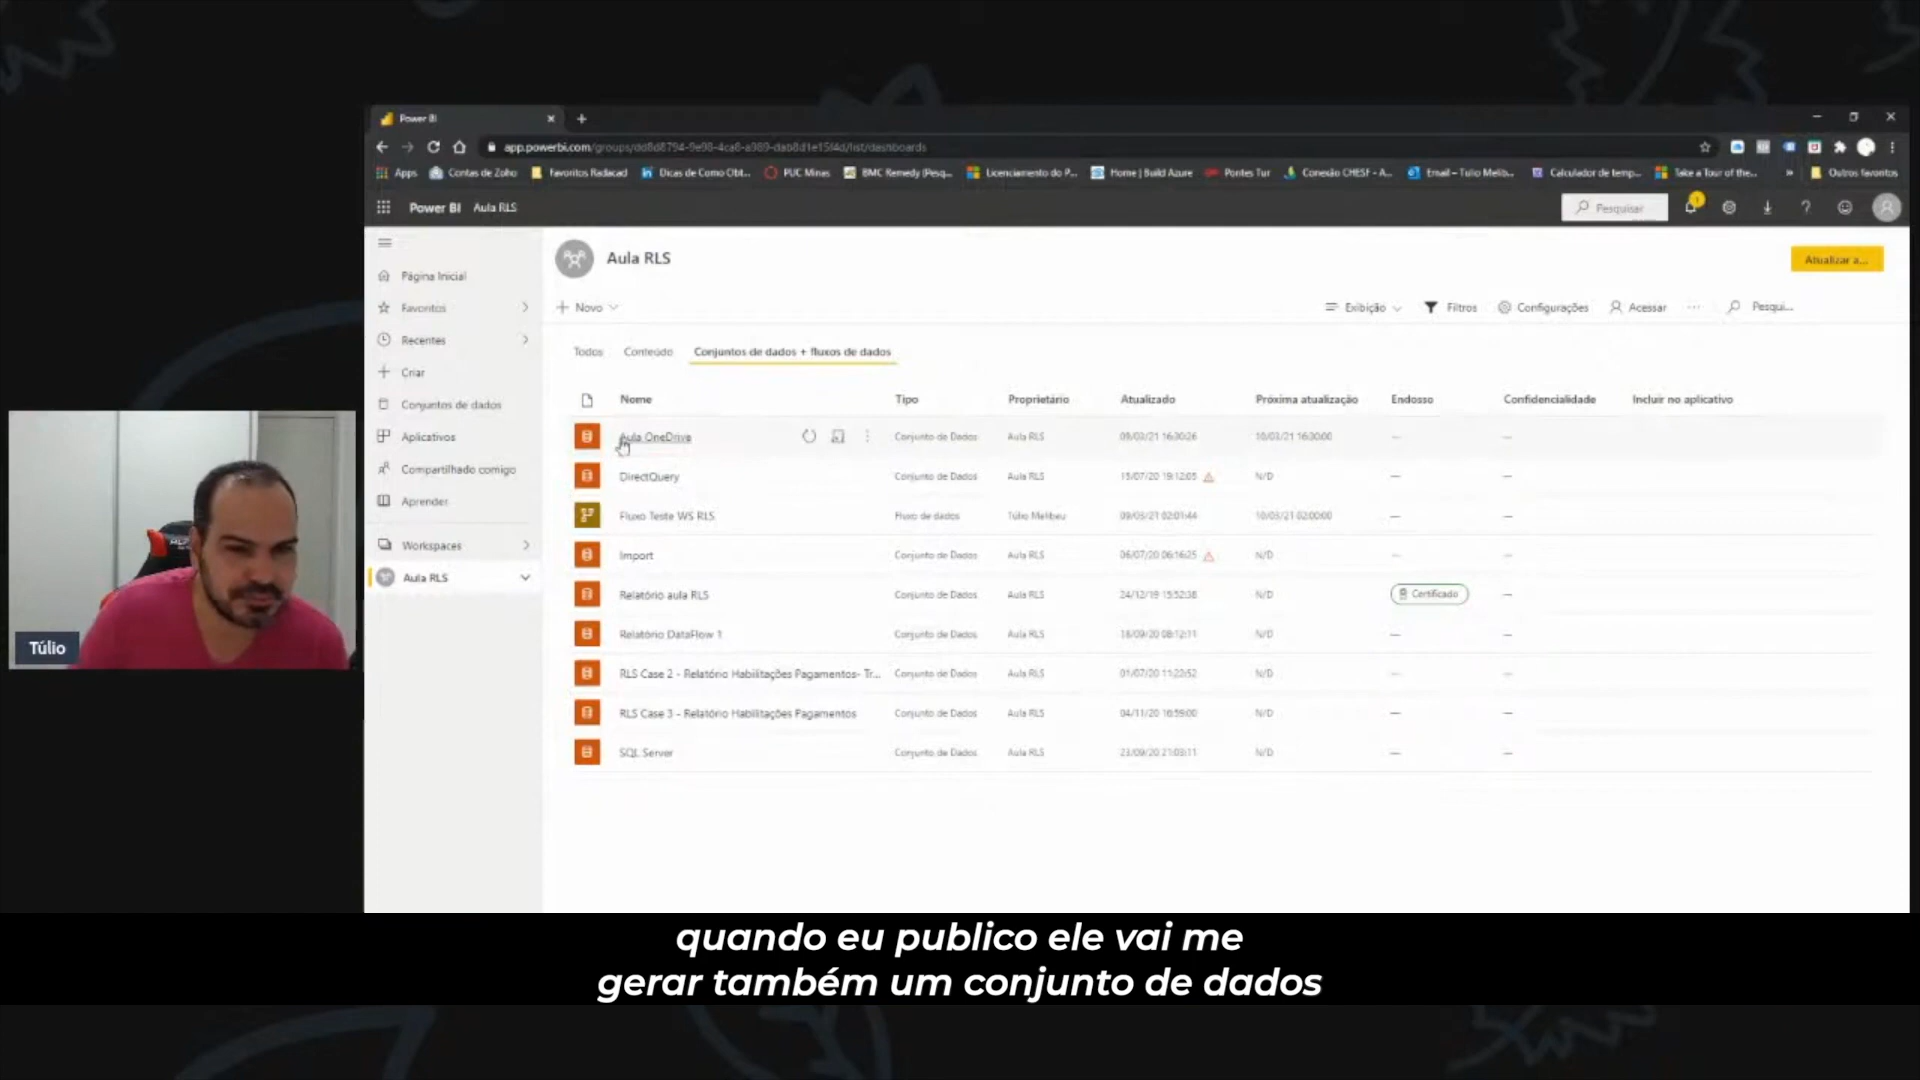 Power BI
app.powerbi.com/groups/dd8d8794-9e98-4ca8-a989-dab8d1e15f4d/list/dashboards
Apps Contas de Zoho Favoritos Radacad Dicas de Como Obt... PUC Minas BMC Remedy (Pesq... Licenciamento do P... Home | Build Azure Pontes Tur Conexão CHESF - A... Email – Tulio Melib... Calculador de temp... Take a Tour of the... » Outros favoritos
Power BI Aula RLS Pesquisar 1
Aula RLS Atualizar a...
Página Inicial
Favoritos
Recentes
Criar
Conjuntos de dados
Aplicativos
Compartilhado comigo
Aprender
Workspaces
Aula RLS
+ Novo Exibição Filtros Configurações Acessar ... Pesqui...
Todos Conteúdo Conjuntos de dados + fluxos de dados
Nome Tipo Proprietário Atualizado Próxima atualização Endosso Confidencialidade Incluir no aplicativo
Aula OneDrive Conjunto de Dados Aula RLS 09/03/21 16:30:26 10/03/21 16:30:00 — —
DirectQuery Conjunto de Dados Aula RLS 15/07/20 19:12:05 N/D — —
Fluxo Teste WS RLS Fluxo de dados Túlio Melibeu 09/03/21 02:01:44 10/03/21 02:00:00 — —
Import Conjunto de Dados Aula RLS 06/07/20 06:16:25 N/D — —
Relatório aula RLS Conjunto de Dados Aula RLS 24/12/19 15:52:38 N/D Certificado —
Relatório DataFlow 1 Conjunto de Dados Aula RLS 18/09/20 08:12:11 N/D — —
RLS Case 2 - Relatório Habilitações Pagamentos- Tr... Conjunto de Dados Aula RLS 01/07/20 11:22:52 N/D — —
RLS Case 3 - Relatório Habilitações Pagamentos Conjunto de Dados Aula RLS 04/11/20 16:59:00 N/D — —
SQL Server Conjunto de Dados Aula RLS 23/09/20 21:03:11 N/D — —
Túlio
quando eu publico ele vai me
gerar também um conjunto de dados